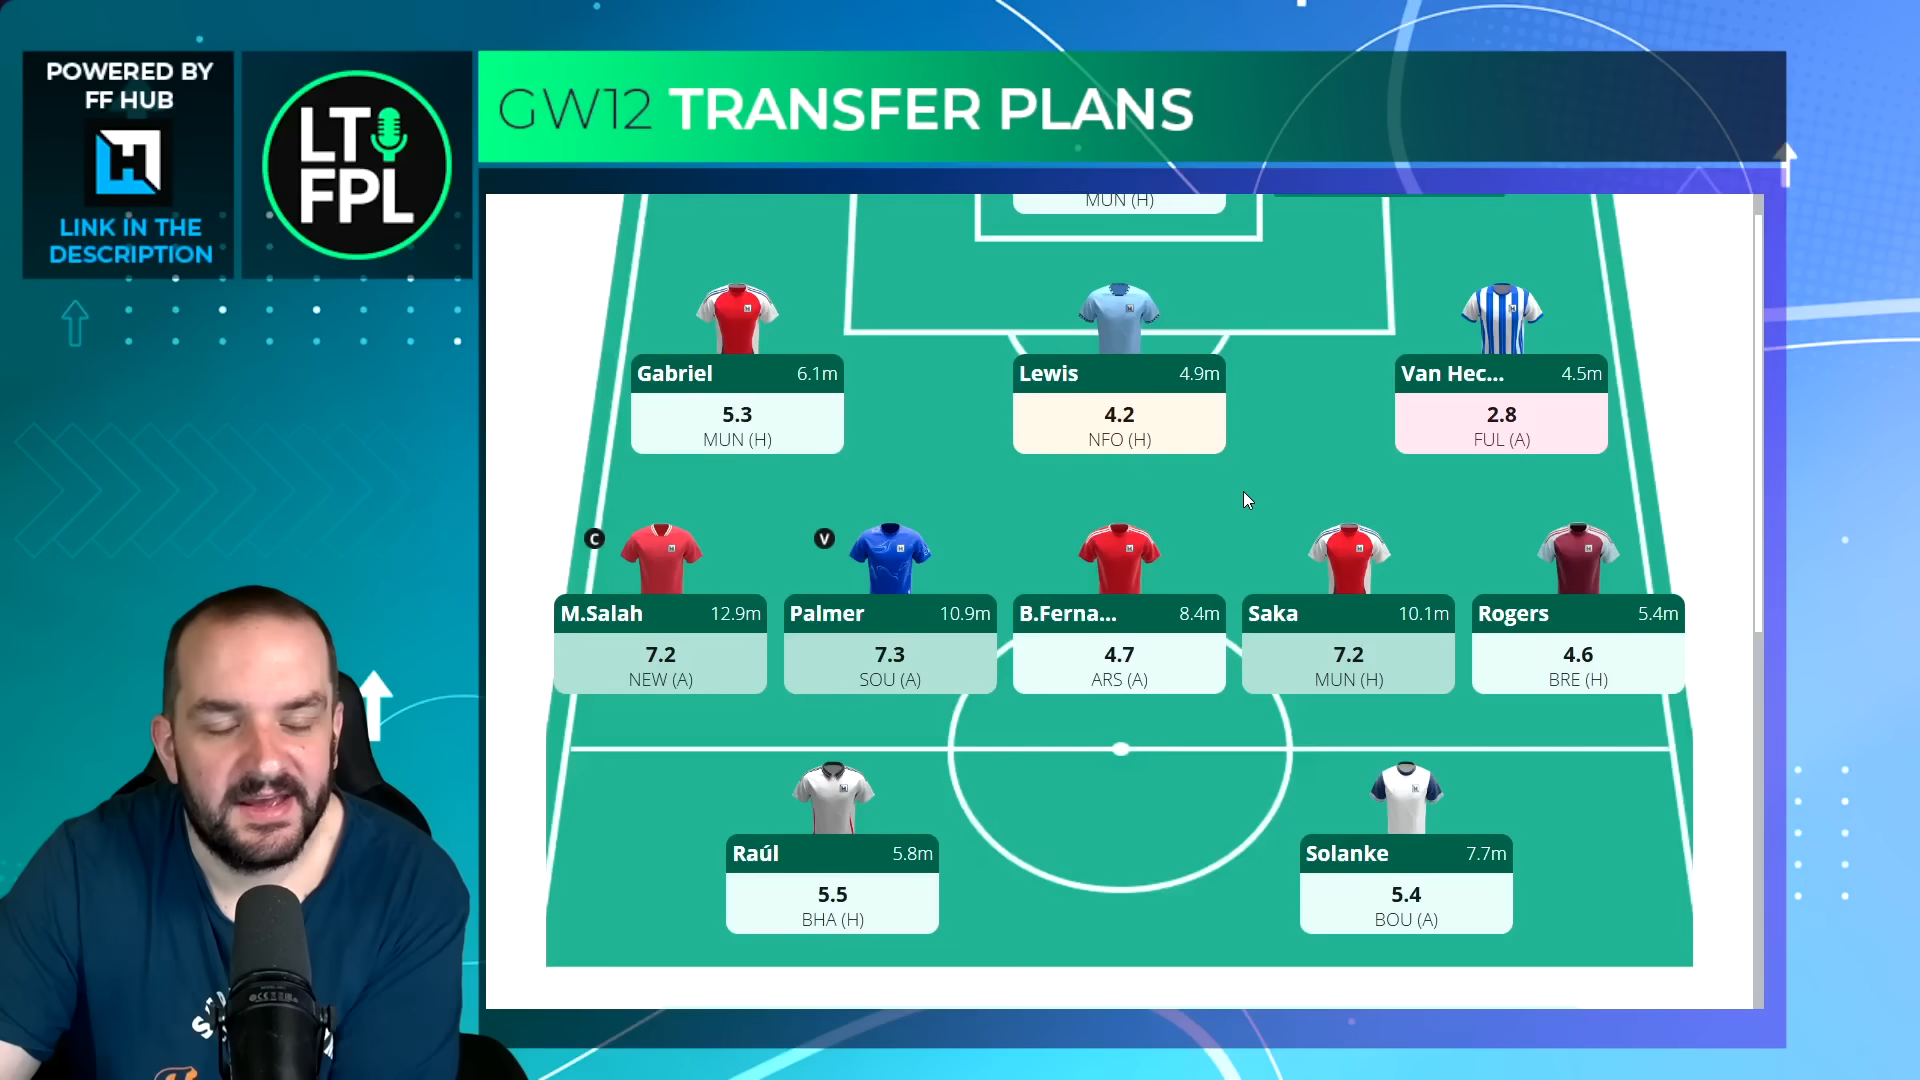 POWERED BY
FF HUB
LINK IN THE
DESCRIPTION
LT
FPL
GW12 TRANSFER PLANS
MUN (H)
Gabriel 6.1m
5.3
MUN (H)
Lewis 4.9m
4.2
NFO (H)
Van Hec... 4.5m
2.8
FUL (A)
C
M.Salah 12.9m
7.2
NEW (A)
V
Palmer 10.9m
7.3
SOU (A)
B.Ferna... 8.4m
4.7
ARS (A)
Saka 10.1m
7.2
MUN (H)
Rogers 5.4m
4.6
BRE (H)
Raúl 5.8m
5.5
BHA (H)
Solanke 7.7m
5.4
BOU (A)